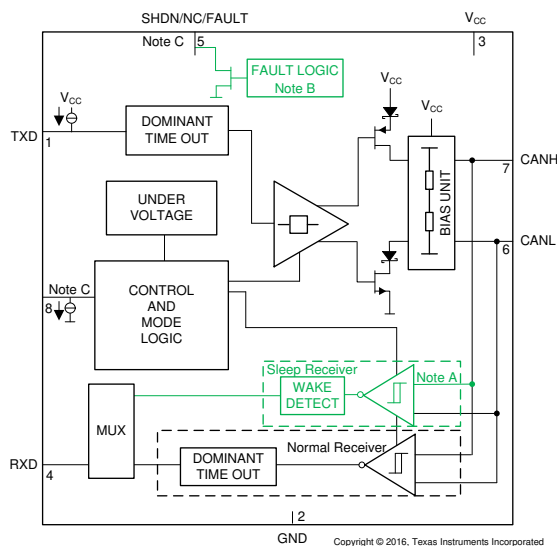 SHDN/NC/FAULT
VCC
Note C
5
3
FAULT LOGIC
Note B
VCC
VCC
DOMINANT
TIME OUT
TXD
1
CANH
7
UNDER
VOLTAGE
BIAS UNIT
CANL
6
Note C
8
CONTROL
AND
MODE
LOGIC
Sleep Receiver
Note A
WAKE
DETECT
MUX
Normal Receiver
DOMINANT
TIME OUT
RXD
4
2
GND
Copyright © 2016, Texas Instruments Incorporated